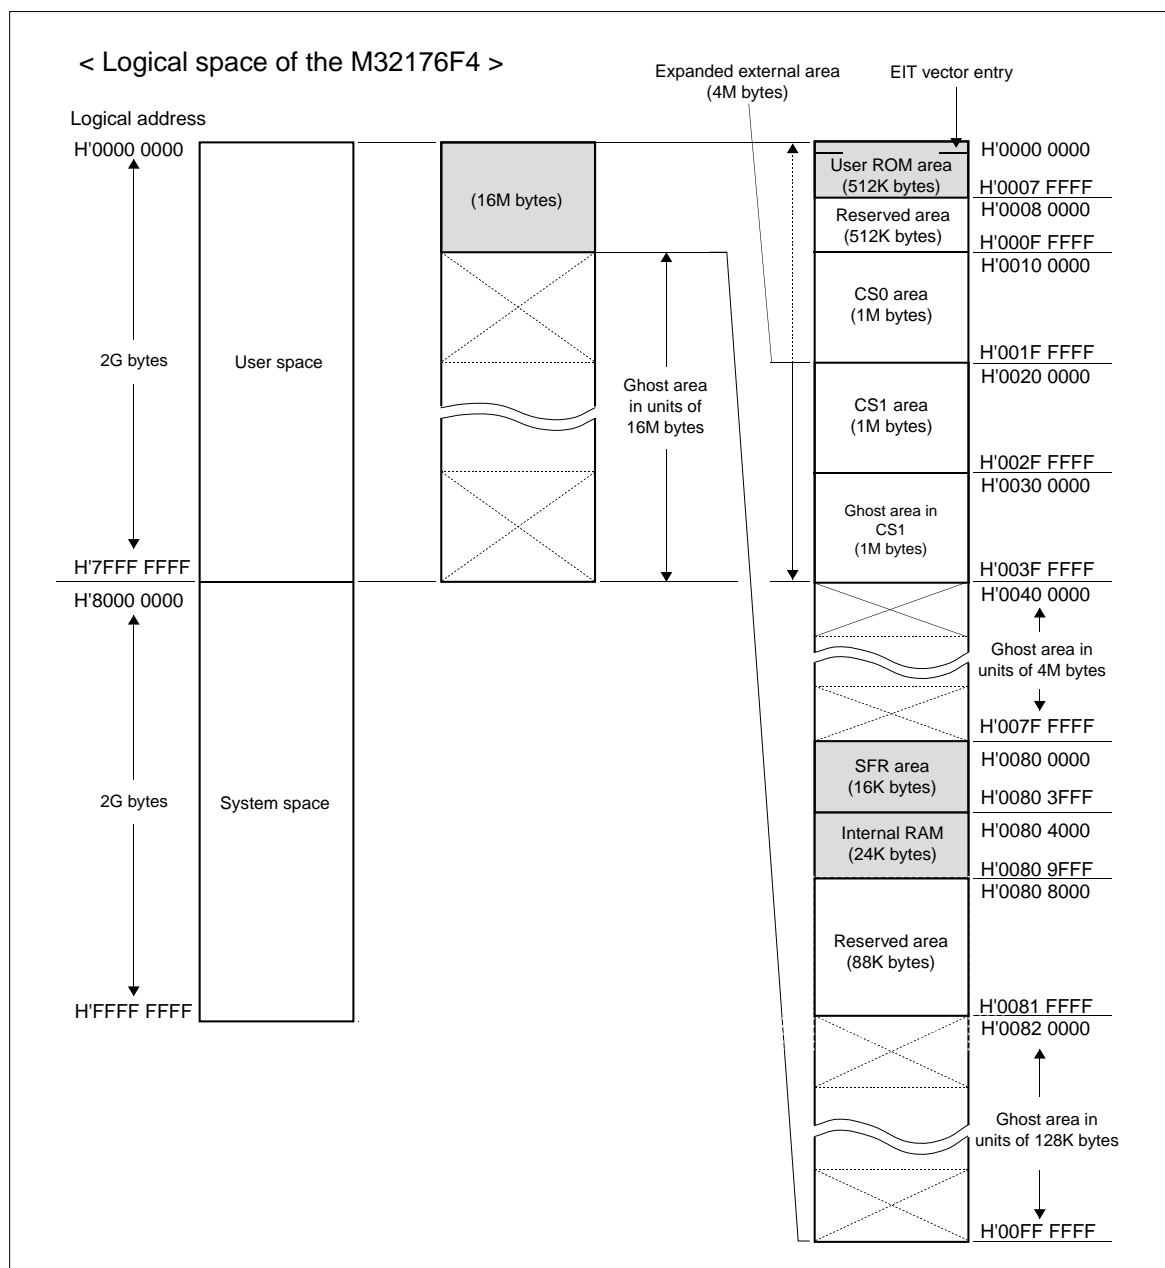 < Logical space of the M32176F4 >
Expanded external area
(4M bytes)
EIT vector entry
Logical address
H'0000 0000
2G bytes
H'7FFF FFFF
H'8000 0000
2G bytes
H'FFFF FFFF
User space
System space
(16M bytes)
Ghost area
in units of
16M bytes
User ROM area
(512K bytes)
Reserved area
(512K bytes)
CS0 area
(1M bytes)
CS1 area
(1M bytes)
Ghost area in
CS1
(1M bytes)
SFR area
(16K bytes)
Internal RAM
(24K bytes)
Reserved area
(88K bytes)
H'0000 0000
H'0007 FFFF
H'0008 0000
H'000F FFFF
H'0010 0000
H'001F FFFF
H'0020 0000
H'002F FFFF
H'0030 0000
H'003F FFFF
H'0040 0000
Ghost area in
units of 4M bytes
H'007F FFFF
H'0080 0000
H'0080 3FFF
H'0080 4000
H'0080 9FFF
H'0080 8000
H'0081 FFFF
H'0082 0000
Ghost area in
units of 128K bytes
H'00FF FFFF